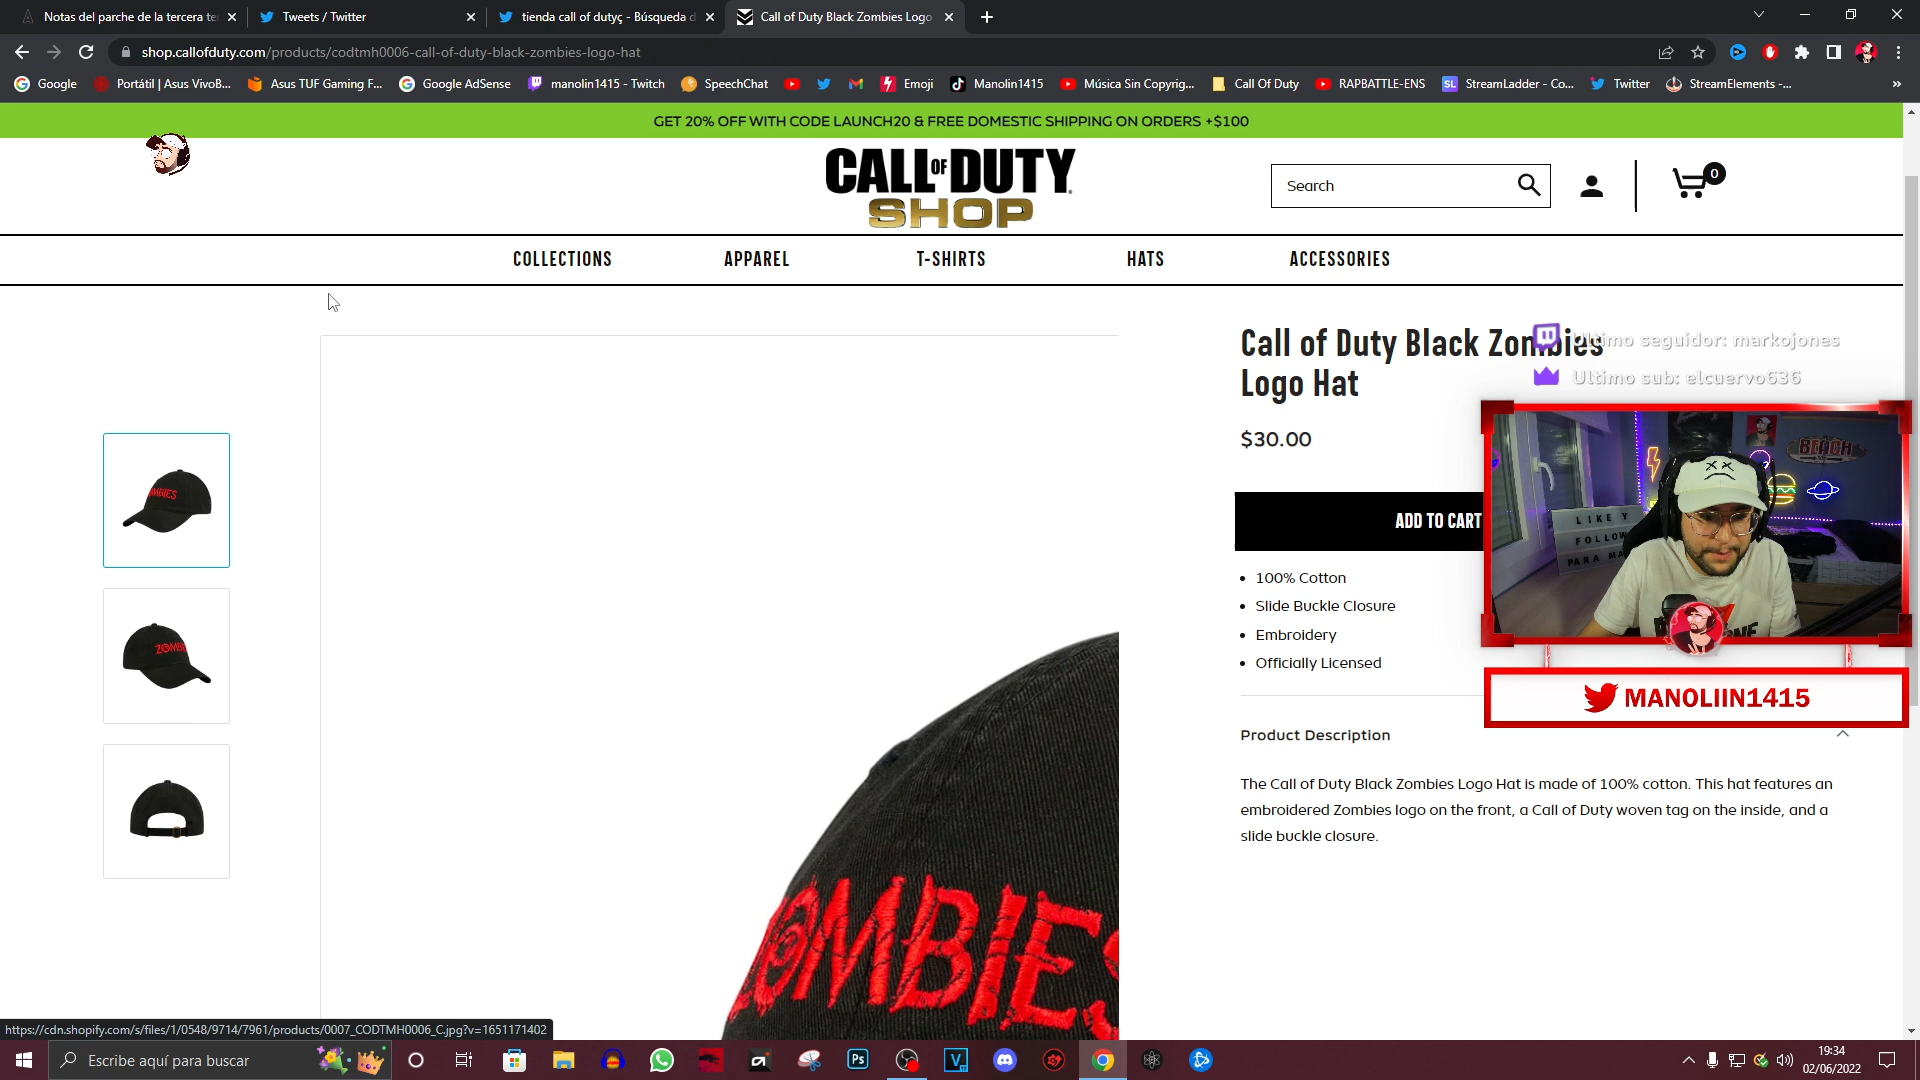 Notas del parche de la tercera te
Tweets / Twitter
tienda call of dutyç - Búsqueda d
Call of Duty Black Zombies Logo
shop.callofduty.com/products/codtmh0006-call-of-duty-black-zombies-logo-hat
Google
Portátil | Asus VivoB...
Asus TUF Gaming F...
Google AdSense
manolin1415 - Twitch
SpeechChat
Emoji
Manolin1415
Música Sin Copyrig...
Call Of Duty
RAPBATTLE-ENS
SL
StreamLadder - Co...
Twitter
StreamElements -...
»
GET 20% OFF WITH CODE LAUNCH20 & FREE DOMESTIC SHIPPING ON ORDERS +$100
CALL OF DUTY
SHOP
Search
0
COLLECTIONS
APPAREL
T-SHIRTS
HATS
ACCESSORIES
Call of Duty Black Zombies
Logo Hat
Ultimo seguidor: markojones
Ultimo sub: elcuervo636
$30.00
ADD TO CART
100% Cotton
Slide Buckle Closure
Embroidery
Officially Licensed
LIKE Y
FOLLOW
PARA
MANOLIIN1415
Product Description
The Call of Duty Black Zombies Logo Hat is made of 100% cotton. This hat features an
embroidered Zombies logo on the front, a Call of Duty woven tag on the inside, and a
slide buckle closure.
ZOMBIES
https://cdn.shopify.com/s/files/1/0548/9714/7961/products/0007_CODTMH0006_C.jpg?v=1651171402
Escribe aquí para buscar
Ps
V
19:34
02/06/2022